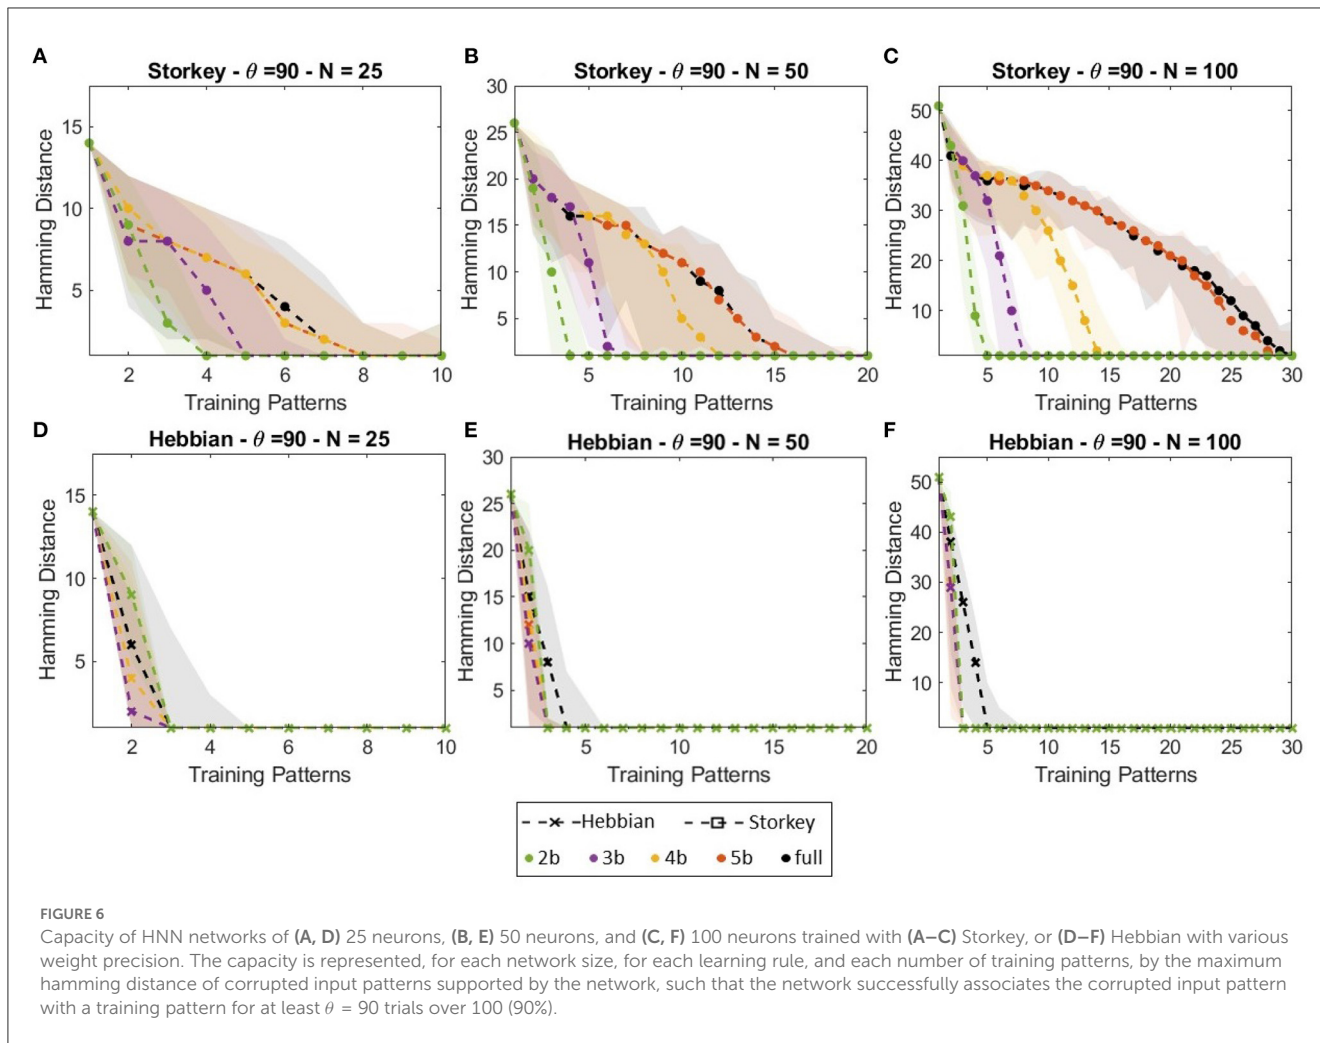 A
B
C
Storkey - θ =90 - N = 25
Storkey - θ =90 - N = 50
Storkey - θ =90 - N = 100
Hamming Distance
15
10
5
2
4
6
8
10
Training Patterns
Hamming Distance
30
25
20
15
10
5
5
10
15
20
Training Patterns
Hamming Distance
50
40
30
20
10
5
10
15
20
25
30
Training Patterns
D
E
F
Hebbian - θ =90 - N = 25
Hebbian - θ =90 - N = 50
Hebbian - θ =90 - N = 100
Hamming Distance
15
10
5
2
4
6
8
10
Training Patterns
Hamming Distance
30
25
20
15
10
5
5
10
15
20
Training Patterns
Hamming Distance
50
40
30
20
10
5
10
15
20
25
30
Training Patterns
Hebbian Storkey
2b 3b 4b 5b full
FIGURE 6
Capacity of HNN networks of (A, D) 25 neurons, (B, E) 50 neurons, and (C, F) 100 neurons trained with (A–C) Storkey, or (D–F) Hebbian with various
weight precision. The capacity is represented, for each network size, for each learning rule, and each number of training patterns, by the maximum
hamming distance of corrupted input patterns supported by the network, such that the network successfully associates the corrupted input pattern
with a training pattern for at least θ = 90 trials over 100 (90%).